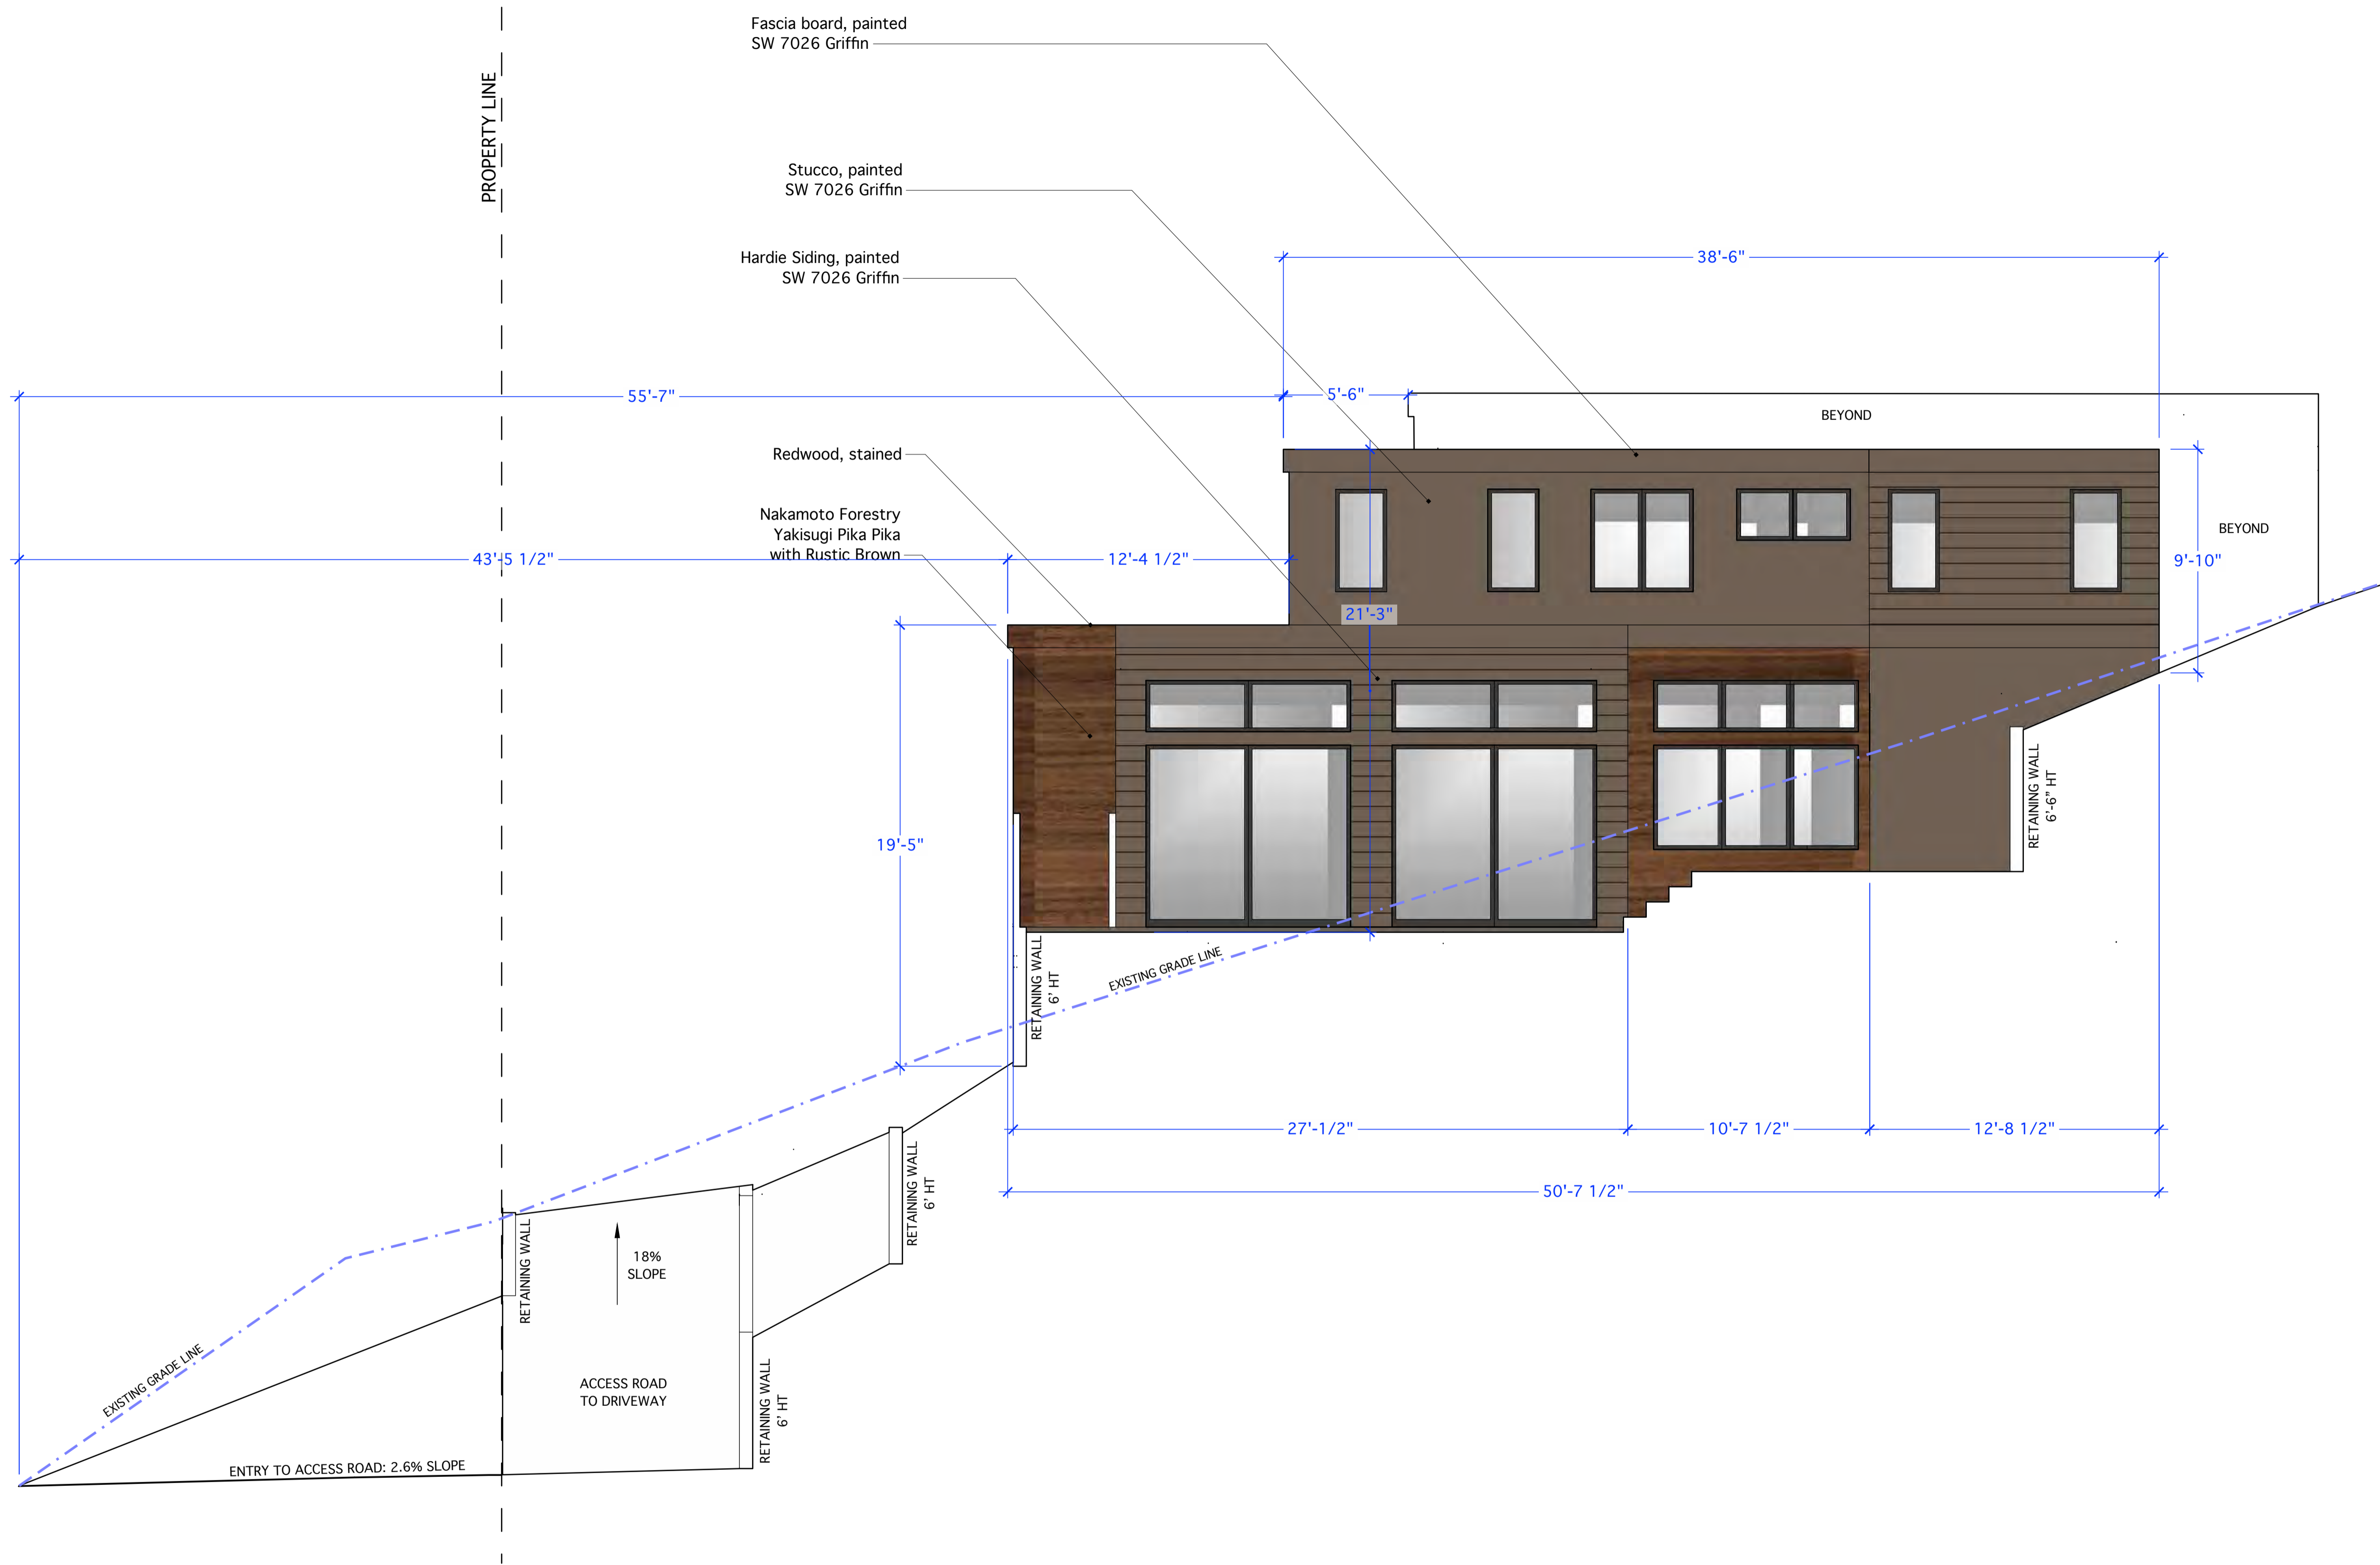 Fascia board, painted
SW 7026 Griffin
PROPERTY LINE
Stucco, painted
SW 7026 Griffin
Hardie Siding, painted
SW 7026 Griffin
38'-6"
55'-7"
5'-6"
BEYOND
Redwood, stained
Nakamoto Forestry
Yakisugi Pika Pika
with Rustic Brown
BEYOND
43'-5 1/2"
12'-4 1/2"
9'-10"
21'-3"
RETAINING WALL
6'-6" HT
19'-5"
RETAINING WALL
6' HT
EXISTING GRADE LINE
27'-1/2"
10'-7 1/2"
12'-8 1/2"
RETAINING WALL
6' HT
50'-7 1/2"
RETAINING WALL
18%
SLOPE
EXISTING GRADE LINE
ACCESS ROAD
TO DRIVEWAY
RETAINING WALL
6' HT
ENTRY TO ACCESS ROAD: 2.6% SLOPE